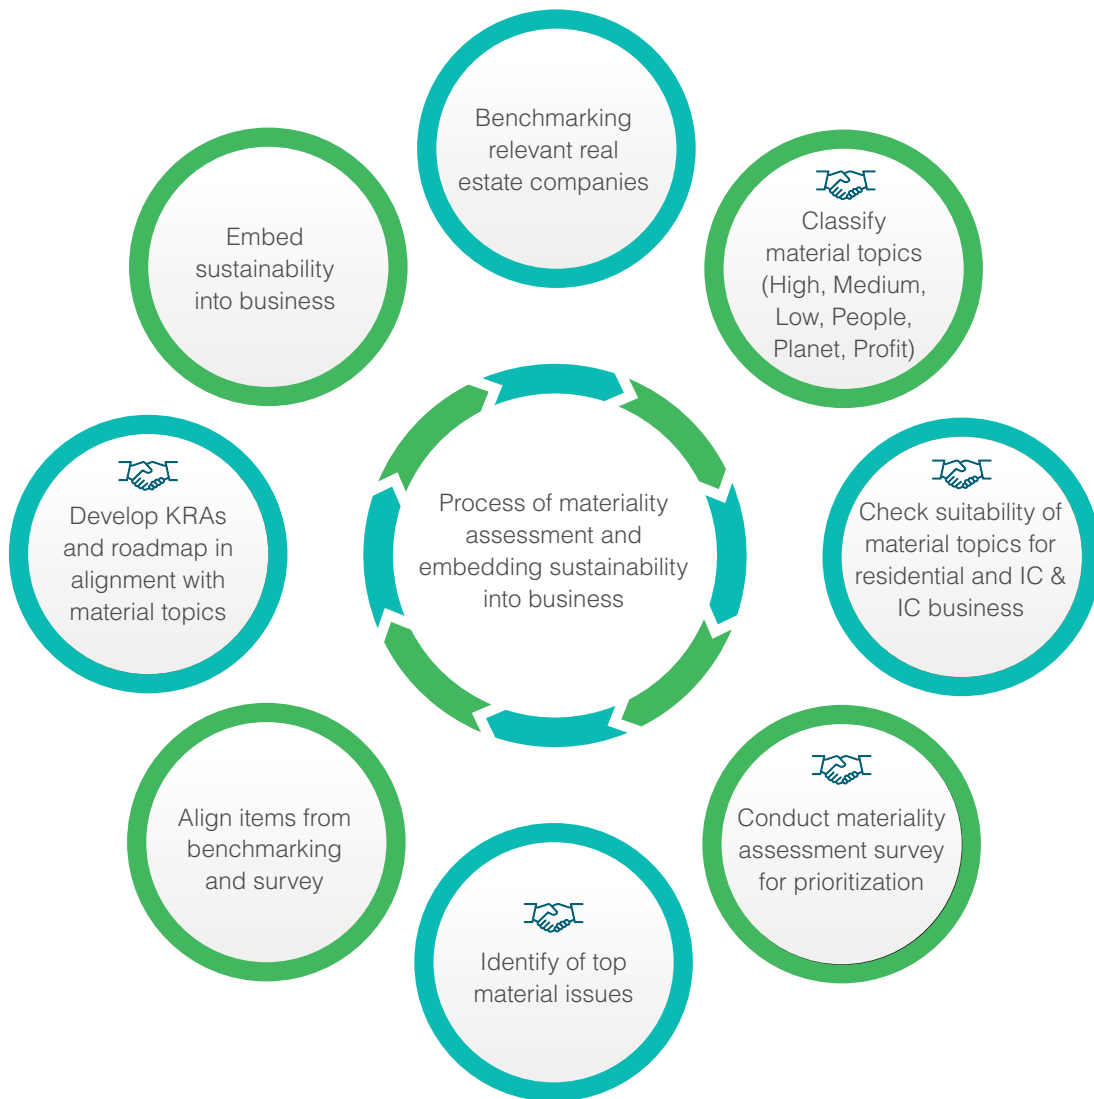 Benchmarking
relevant real
estate companies
Classify
material topics
(High, Medium,
Low, People,
Planet, Profit)
Check suitability of
material topics for
residential and IC &
IC business
Conduct materiality
assessment survey
for prioritization
Identify of top
material issues
Align items from
benchmarking
and survey
Develop KRAs
and roadmap in
alignment with
material topics
Embed
sustainability
into business
Process of materiality
assessment and
embedding sustainability
into business